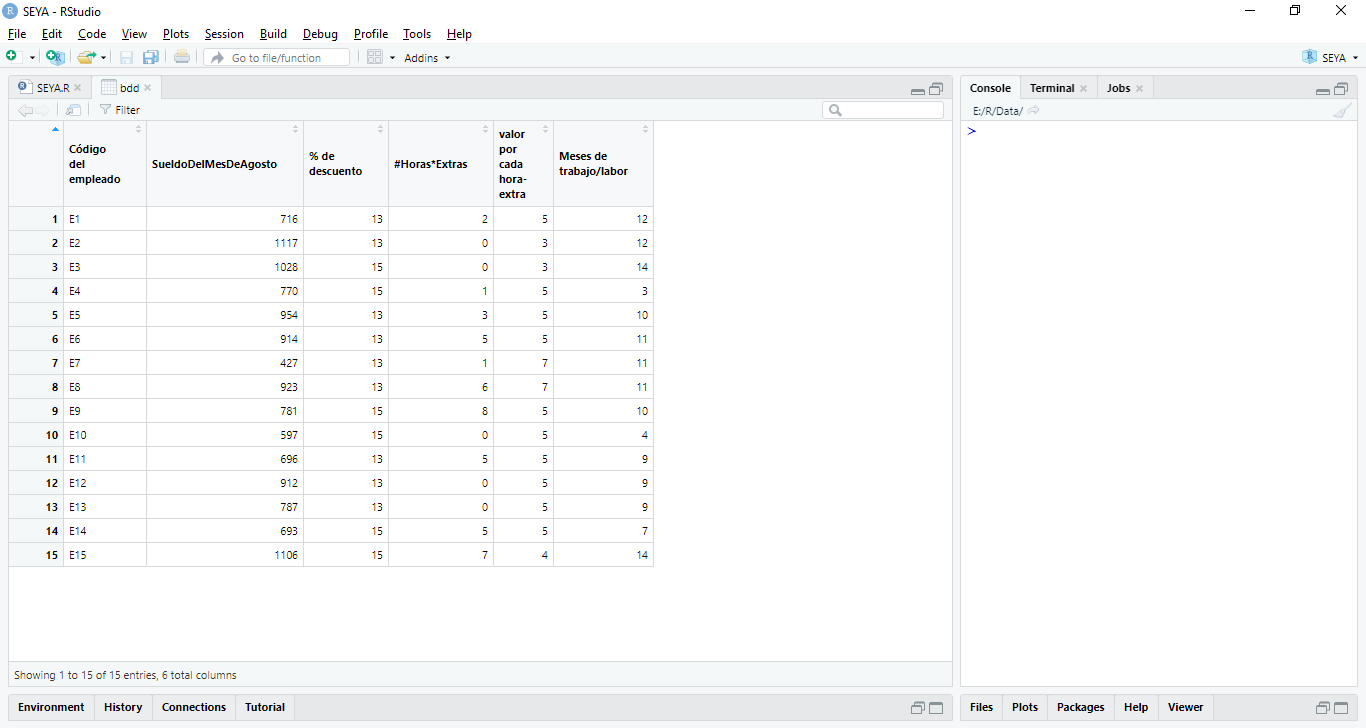 SEYA - RStudio
File Edit Code View Plots Session Build Debug Profile Tools Help
Go to file/function Addins SEYA
SEYA.R bdd
Filter
Código del empleado SueldoDelMesDeAgosto % de descuento #Horas*Extras valor por cada hora-extra Meses de trabajo/labor
1 E1 716 13 2 5 12
2 E2 1117 13 0 3 12
3 E3 1028 15 0 3 14
4 E4 770 15 1 5 3
5 E5 954 13 3 5 10
6 E6 914 13 5 5 11
7 E7 427 13 1 7 11
8 E8 923 13 6 7 11
9 E9 781 15 8 5 10
10 E10 597 15 0 5 4
11 E11 696 13 5 5 9
12 E12 912 13 0 5 9
13 E13 787 13 0 5 9
14 E14 693 15 5 5 7
15 E15 1106 15 7 4 14
Showing 1 to 15 of 15 entries, 6 total columns
Environment History Connections Tutorial
Console Terminal Jobs
E:/R/Data/
>
Files Plots Packages Help Viewer